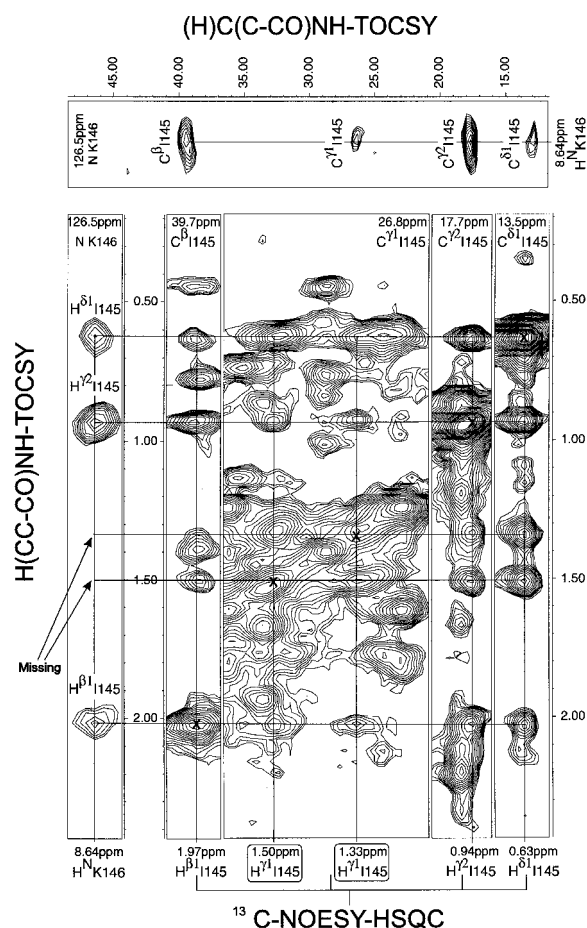 (H)C(C-CO)NH-TOCSY
45.00 40.00 35.00 30.00 25.00 20.00 15.00
126.5ppm
N K146
Cβ I145
Cγ1 I145
Cγ2 I145
Cδ1 I145
8.64ppm
HN K146
126.5ppm 39.7ppm 26.8ppm 17.7ppm 13.5ppm
N K146 Cβ I145 Cγ1 I145 Cγ2 I145 Cδ1 I145
Hδ1 I145
0.50 0.50
Hγ2 I145
1.00 1.00
H(CC-CO)NH-TOCSY
x
1.50 x 1.50
Missing
Hβ1 I145
2.00 x 2.00
8.64ppm 1.97ppm 1.50ppm 1.33ppm 0.94ppm 0.63ppm
HN K146 Hβ1 I145 Hγ1 I145 Hγ1 I145 Hγ2 I145 Hδ1 I145
13 C-NOESY-HSQC